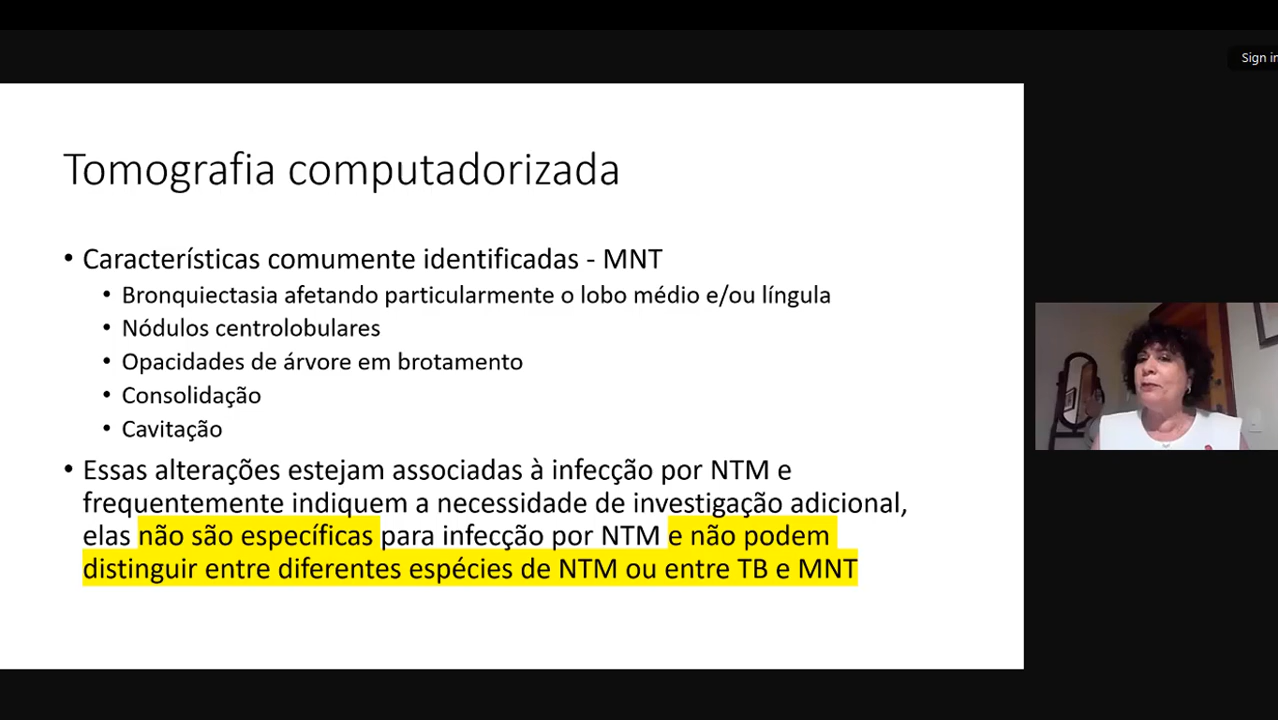 Sign in
Tomografia computadorizada
• Características comumente identificadas - MNT
• Bronquiectasia afetando particularmente o lobo médio e/ou língula
• Nódulos centrolobulares
• Opacidades de árvore em brotamento
• Consolidação
• Cavitação
• Essas alterações estejam associadas à infecção por NTM e
frequentemente indiquem a necessidade de investigação adicional,
elas não são específicas para infecção por NTM e não podem
distinguir entre diferentes espécies de NTM ou entre TB e MNT